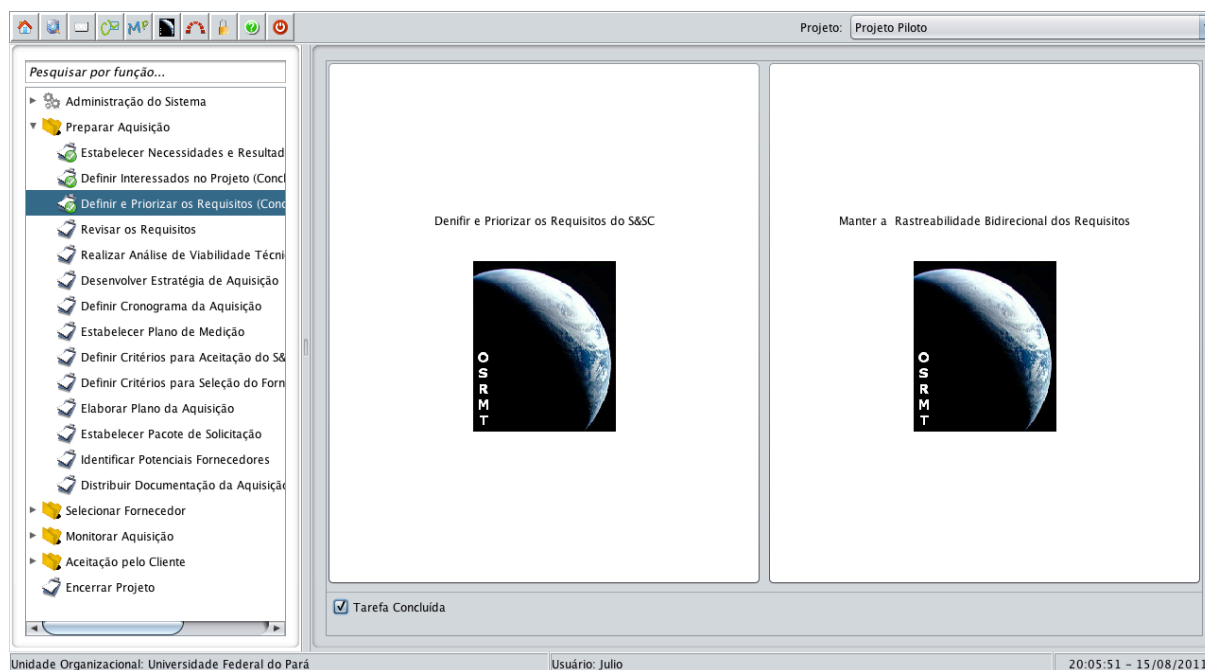 Projeto: Projeto Piloto
Pesquisar por função...
Administração do Sistema
Preparar Aquisição
Estabelecer Necessidades e Resultad
Definir Interessados no Projeto (Concl
Definir e Priorizar os Requisitos (Conc
Revisar os Requisitos
Realizar Análise de Viabilidade Técni
Desenvolver Estratégia de Aquisição
Definir Cronograma da Aquisição
Estabelecer Plano de Medição
Definir Critérios para Aceitação do S&
Definir Critérios para Seleção do Forn
Elaborar Plano da Aquisição
Estabelecer Pacote de Solicitação
Identificar Potenciais Fornecedores
Distribuir Documentação da Aquisição
Selecionar Fornecedor
Monitorar Aquisição
Aceitação pelo Cliente
Encerrar Projeto
Denifir e Priorizar os Requisitos do S&SC
OSRMT
Manter a Rastreabilidade Bidirecional dos Requisitos
OSRMT
Tarefa Concluída
Unidade Organizacional: Universidade Federal do Pará
Usuário: Julio
20:05:51 - 15/08/2011